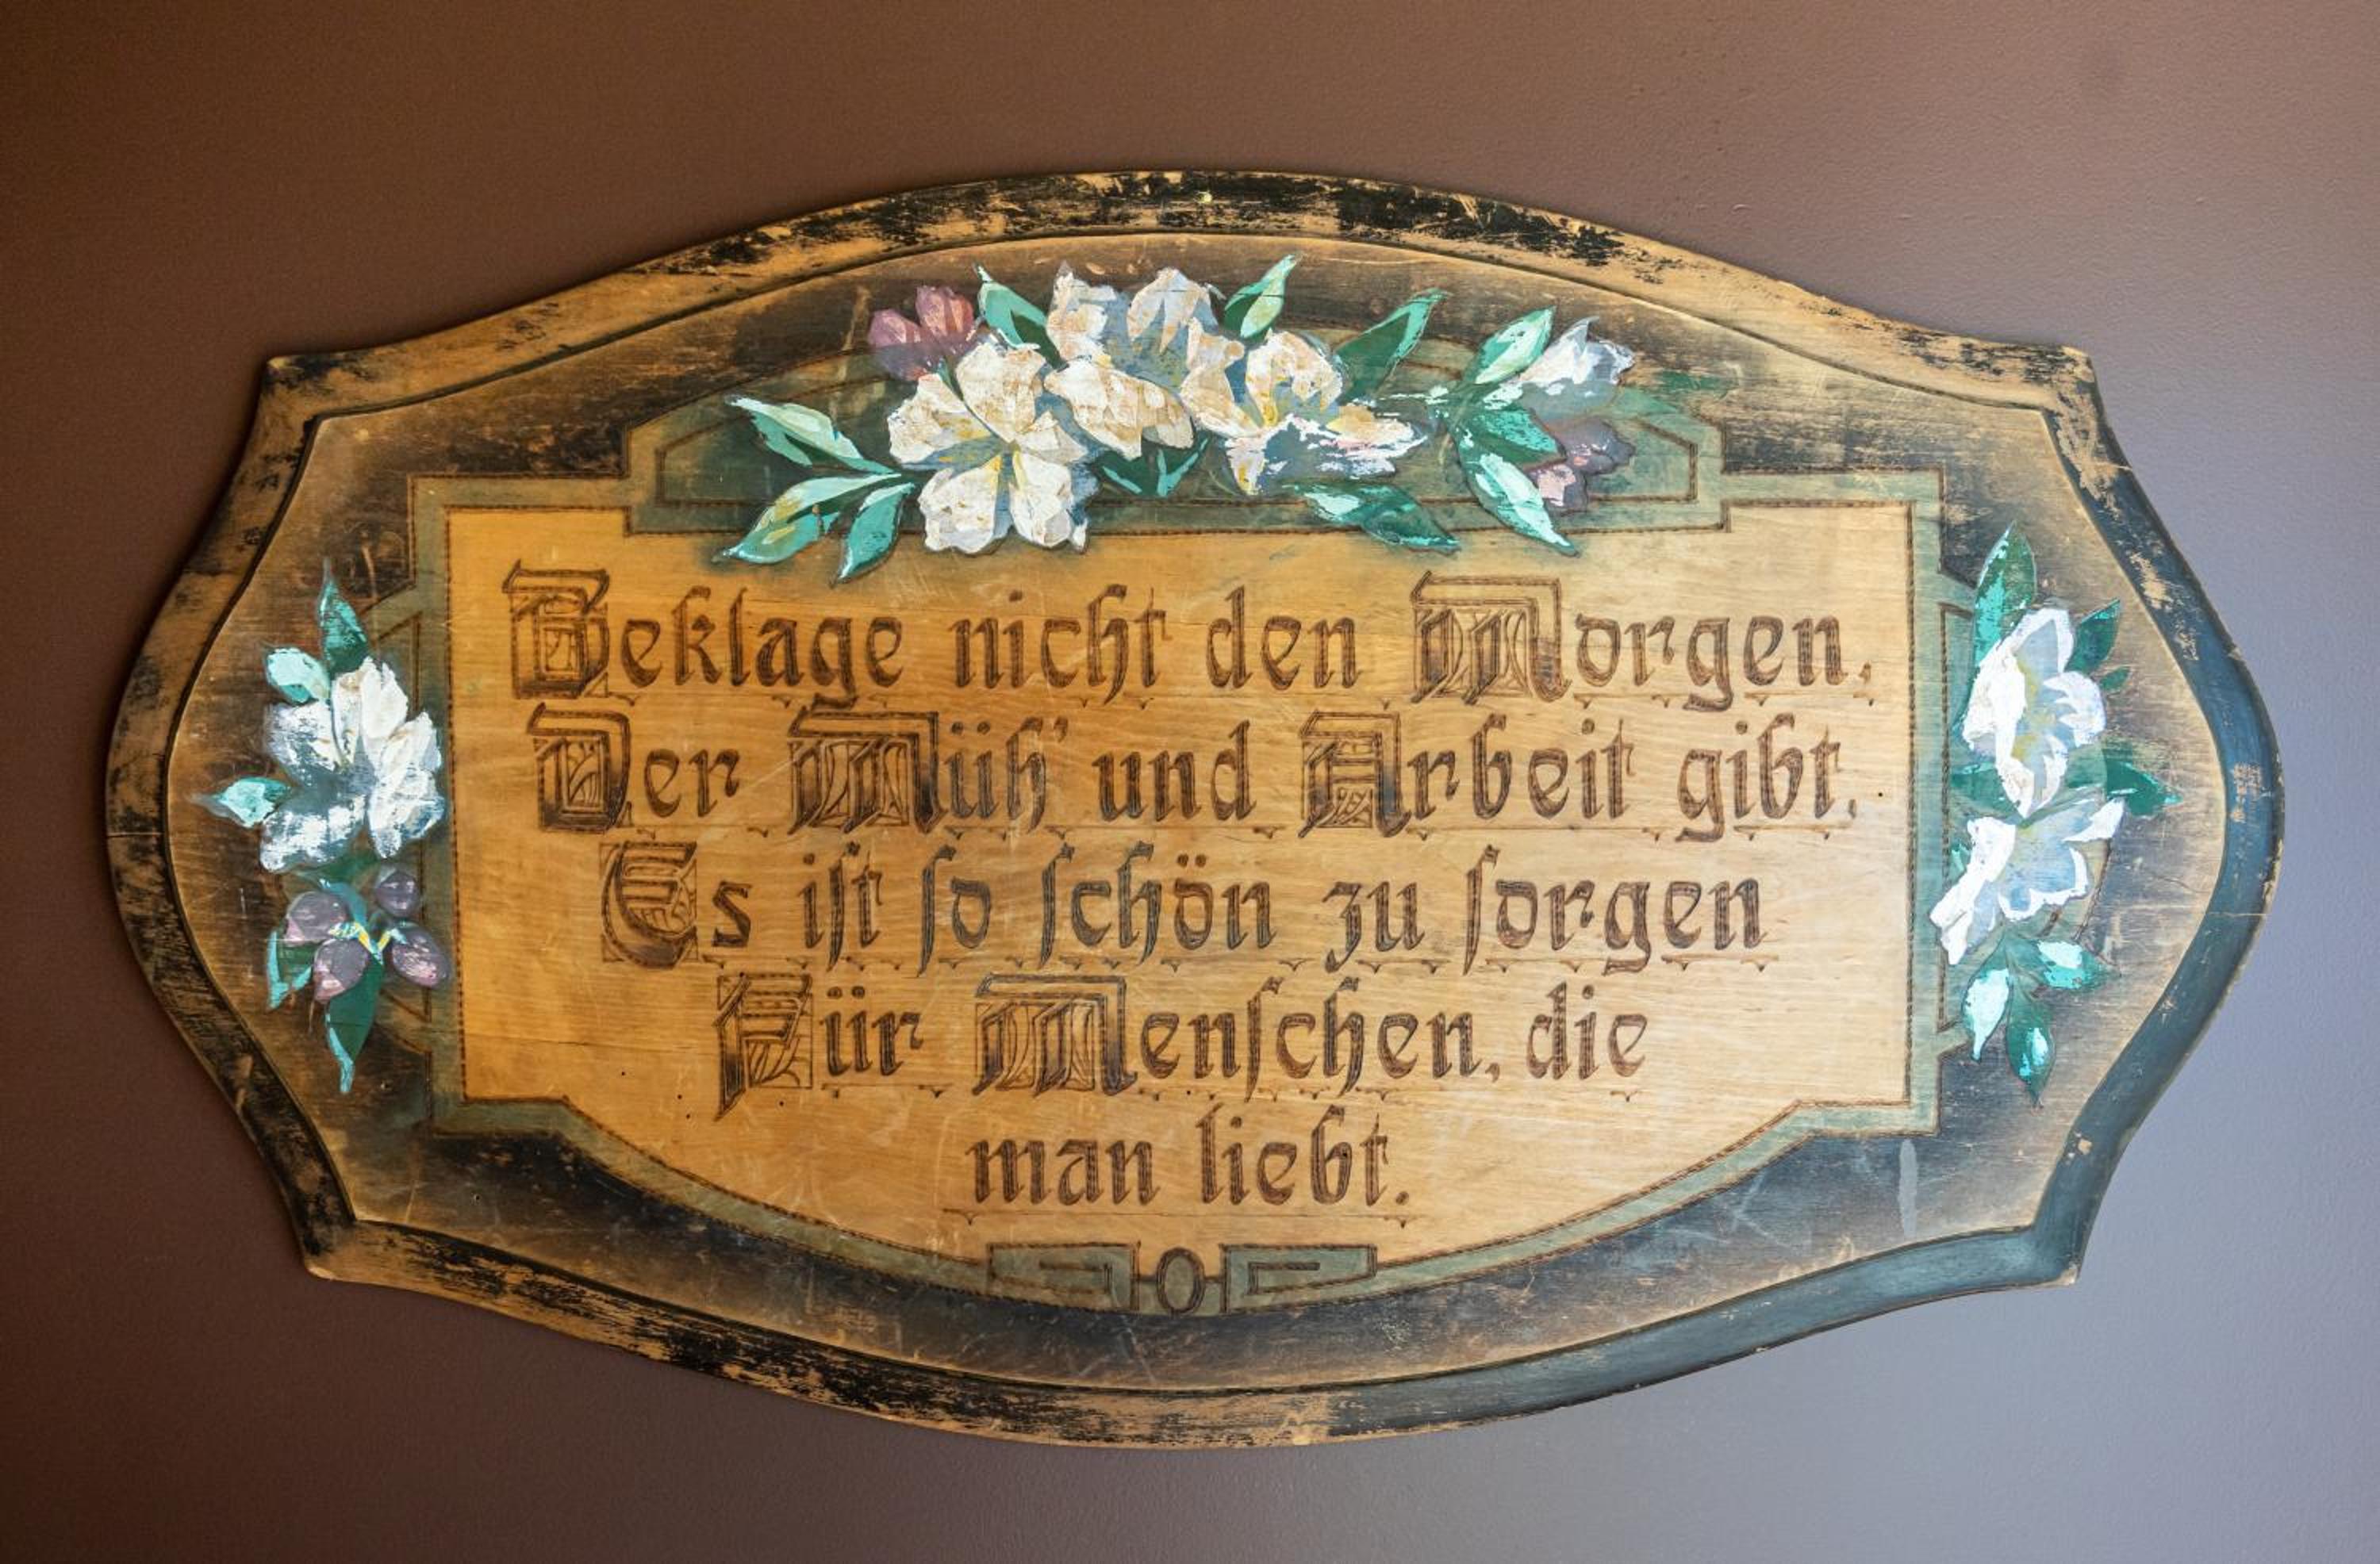 Beklage nicht den Morgen,
Der Müh' und Arbeit gibt,
Es iſt ſo ſchön zu ſorgen
Für Menſchen, die
man liebt.